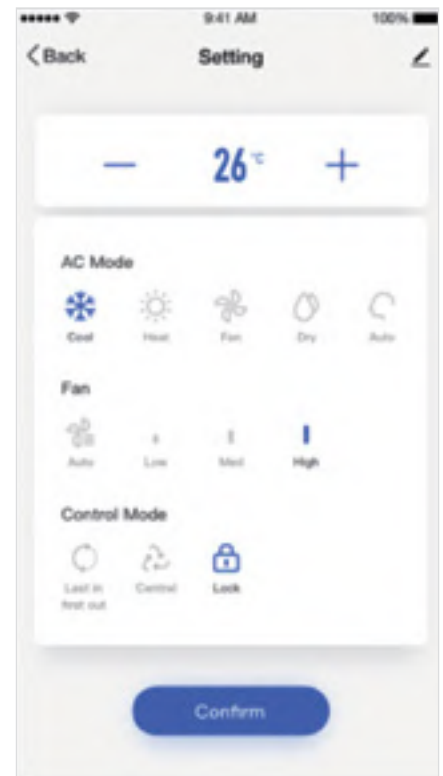 9:41 AM 100%
Back Setting
26 °C
AC Mode
Cool Heat Fan Dry Auto
Fan
Auto Low Med High
Control Mode
Last in Central Lock
first out
Confirm